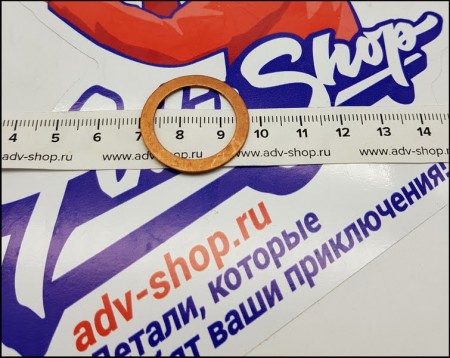 Shop
4 5 6 7 8 9 10 11 12 13 14
adv-shop.ru www.adv-shop.ru www.adv-shop.ru
adv-shop.ru
Детали, которые
ваши приключения!